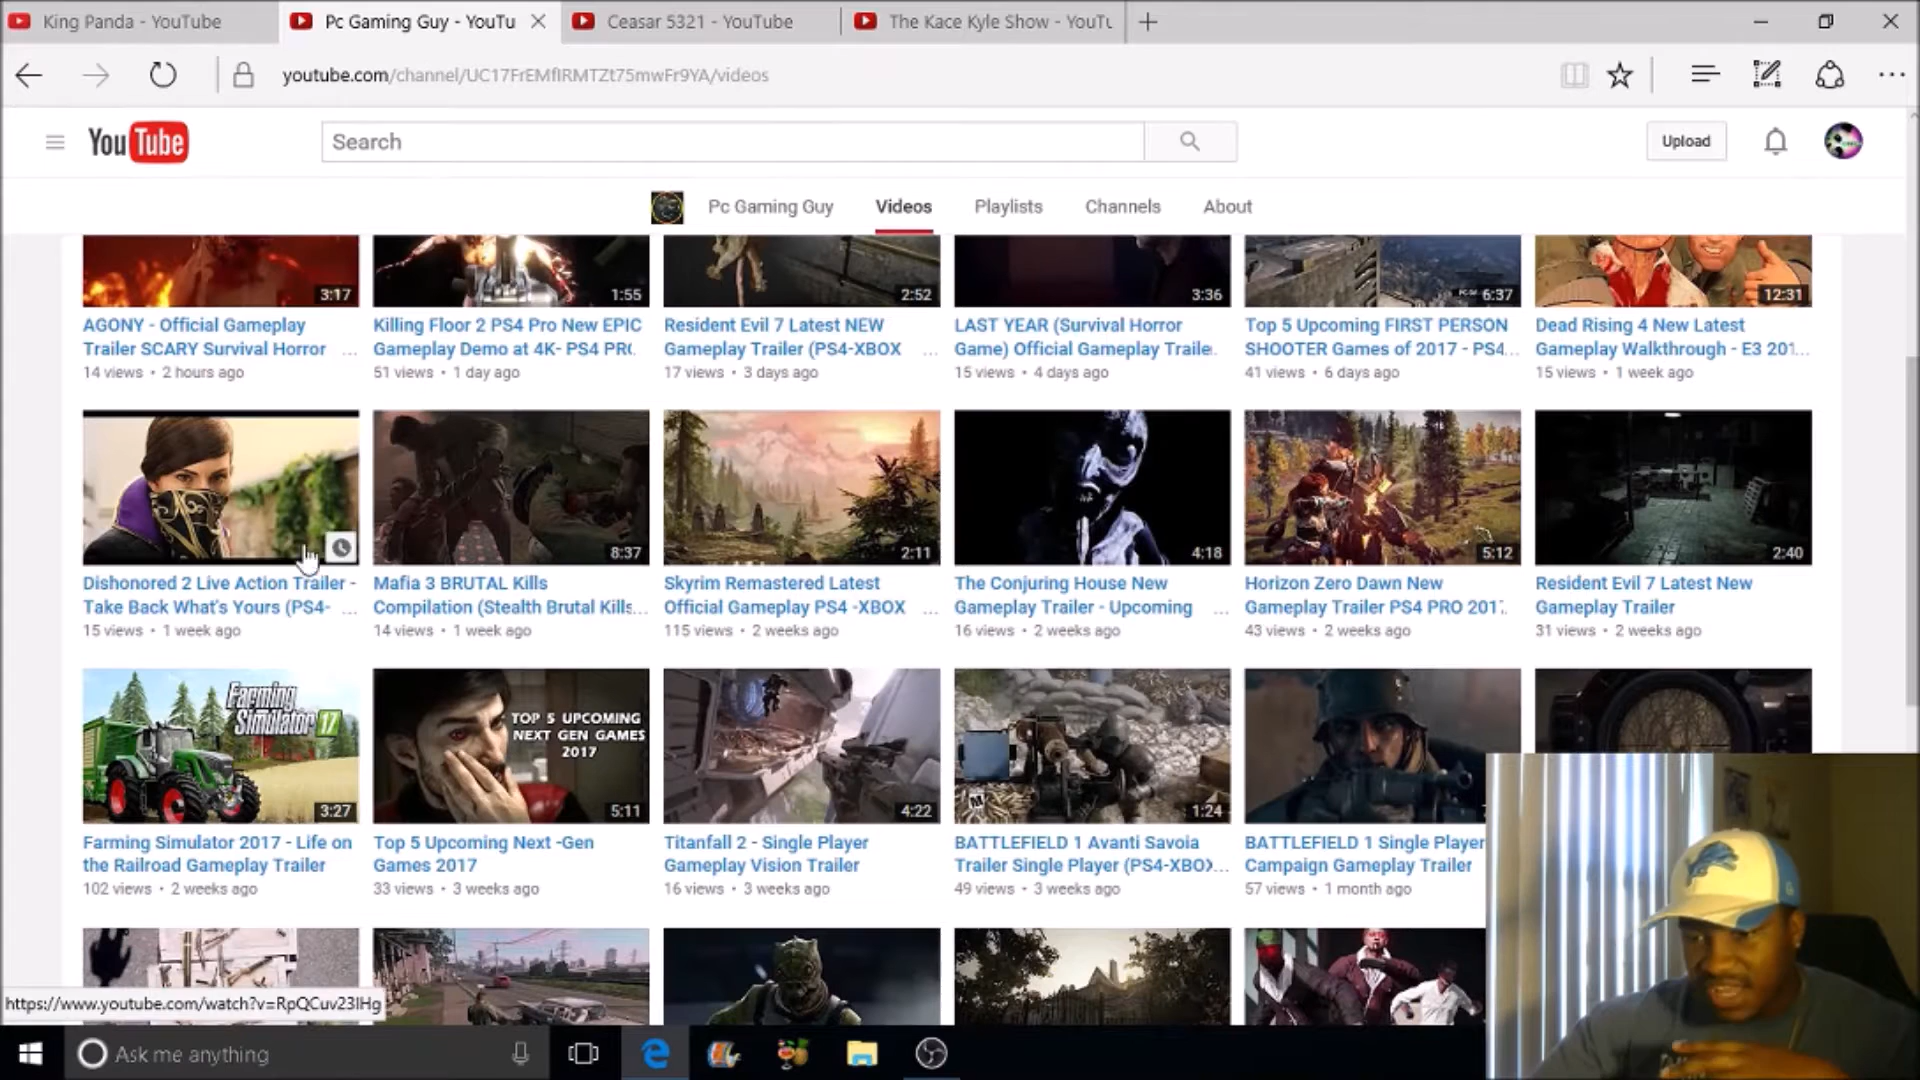 King Panda - YouTube
Pc Gaming Guy - YouTu
Ceasar 5321 - YouTube
The Kace Kyle Show - YouTu
youtube.com/channel/UC17FrEMflRMTZt75mwFr9YA/videos
YouTube
Search
Upload
Pc Gaming Guy
Videos
Playlists
Channels
About
3:17
1:55
2:52
3:36
6:37
12:31
AGONY - Official Gameplay
Trailer SCARY Survival Horror ...
14 views • 2 hours ago
Killing Floor 2 PS4 Pro New EPIC
Gameplay Demo at 4K- PS4 PRO
51 views • 1 day ago
Resident Evil 7 Latest NEW
Gameplay Trailer (PS4-XBOX ...
17 views • 3 days ago
LAST YEAR (Survival Horror
Game) Official Gameplay Traile.
15 views • 4 days ago
Top 5 Upcoming FIRST PERSON
SHOOTER Games of 2017 - PS4...
41 views • 6 days ago
Dead Rising 4 New Latest
Gameplay Walkthrough - E3 201...
15 views • 1 week ago
8:37
2:11
4:18
5:12
2:40
Dishonored 2 Live Action Trailer -
Take Back What's Yours (PS4- ...
15 views • 1 week ago
Mafia 3 BRUTAL Kills
Compilation (Stealth Brutal Kills...
14 views • 1 week ago
Skyrim Remastered Latest
Official Gameplay PS4 -XBOX ...
115 views • 2 weeks ago
The Conjuring House New
Gameplay Trailer - Upcoming ...
16 views • 2 weeks ago
Horizon Zero Dawn New
Gameplay Trailer PS4 PRO 2017.
43 views • 2 weeks ago
Resident Evil 7 Latest New
Gameplay Trailer
31 views • 2 weeks ago
Farming
Simulator 17
3:27
TOP 5 UPCOMING
NEXT GEN GAMES
2017
5:11
4:22
1:24
Farming Simulator 2017 - Life on
the Railroad Gameplay Trailer
102 views • 2 weeks ago
Top 5 Upcoming Next -Gen
Games 2017
33 views • 3 weeks ago
Titanfall 2 - Single Player
Gameplay Vision Trailer
16 views • 3 weeks ago
BATTLEFIELD 1 Avanti Savoia
Trailer Single Player (PS4-XBOX...
49 views • 3 weeks ago
BATTLEFIELD 1 Single Player
Campaign Gameplay Trailer
57 views • 1 month ago
https://www.youtube.com/watch?v=RpQCuv23lHg
Ask me anything